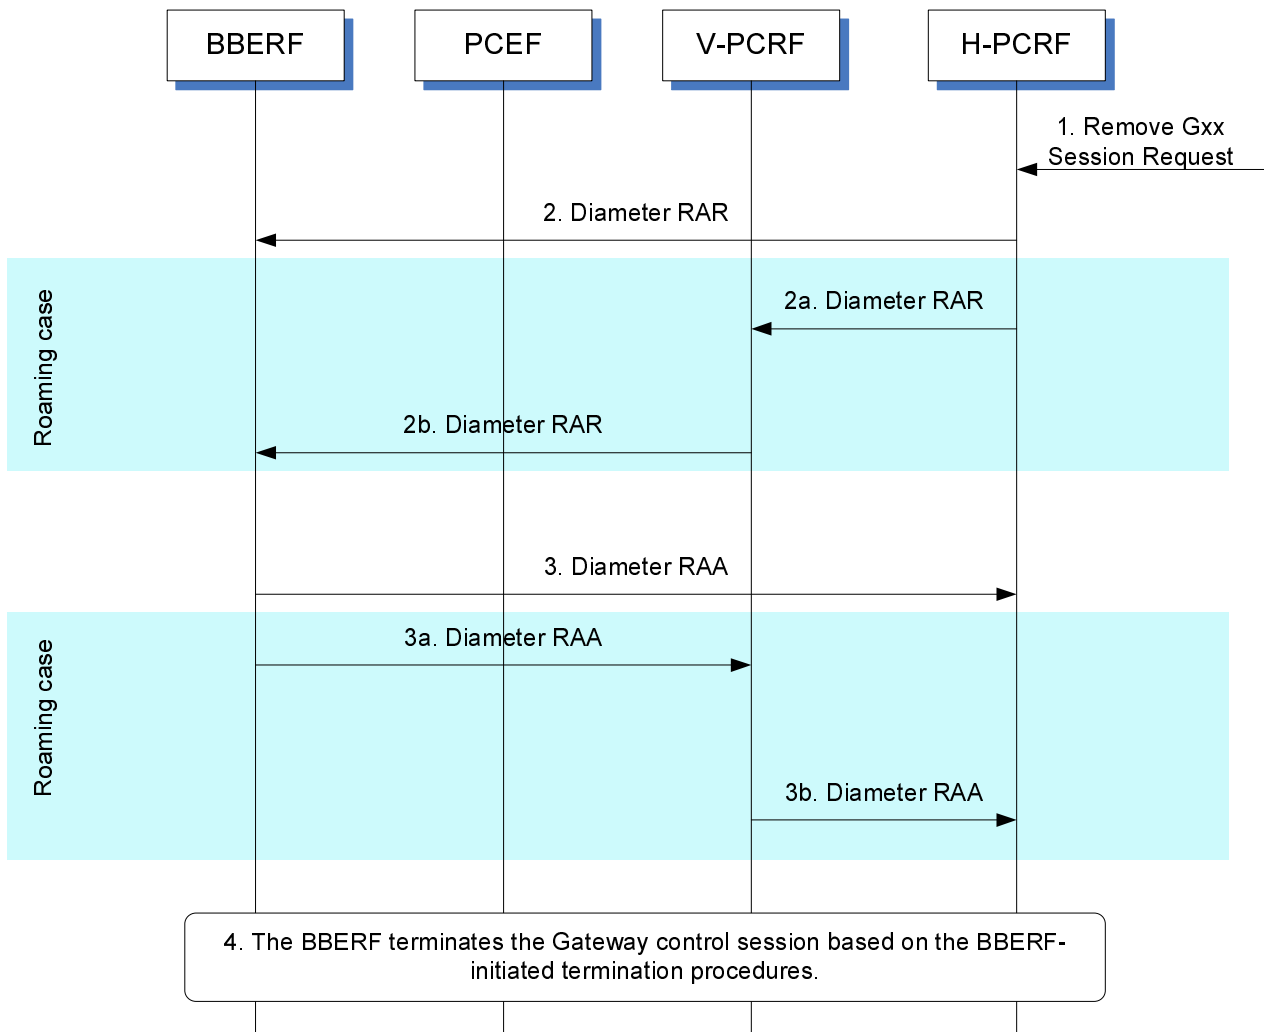 BBERF
PCEF
V-PCRF
H-PCRF
1. Remove Gxx
Session Request
2. Diameter RAR
Roaming case
2a. Diameter RAR
2b. Diameter RAR
3. Diameter RAA
Roaming case
3a. Diameter RAA
3b. Diameter RAA
4. The BBERF terminates the Gateway control session based on the BBERF-
initiated termination procedures.